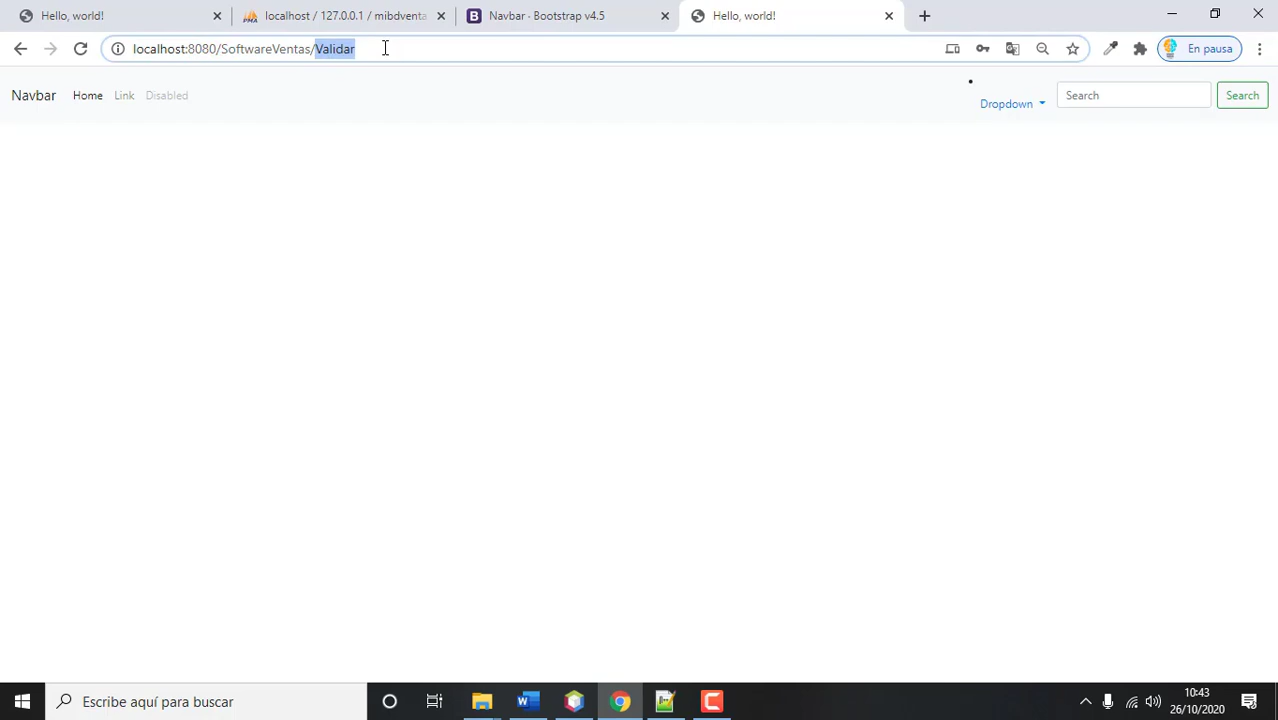 Hello, world!
localhost / 127.0.0.1 / mibdventa
Navbar - Bootstrap v4.5
Hello, world!
localhost:8080/SoftwareVentas/Validar
En pausa
Navbar Home Link Disabled
Dropdown
Search
Search
Escribe aquí para buscar
10:43
26/10/2020